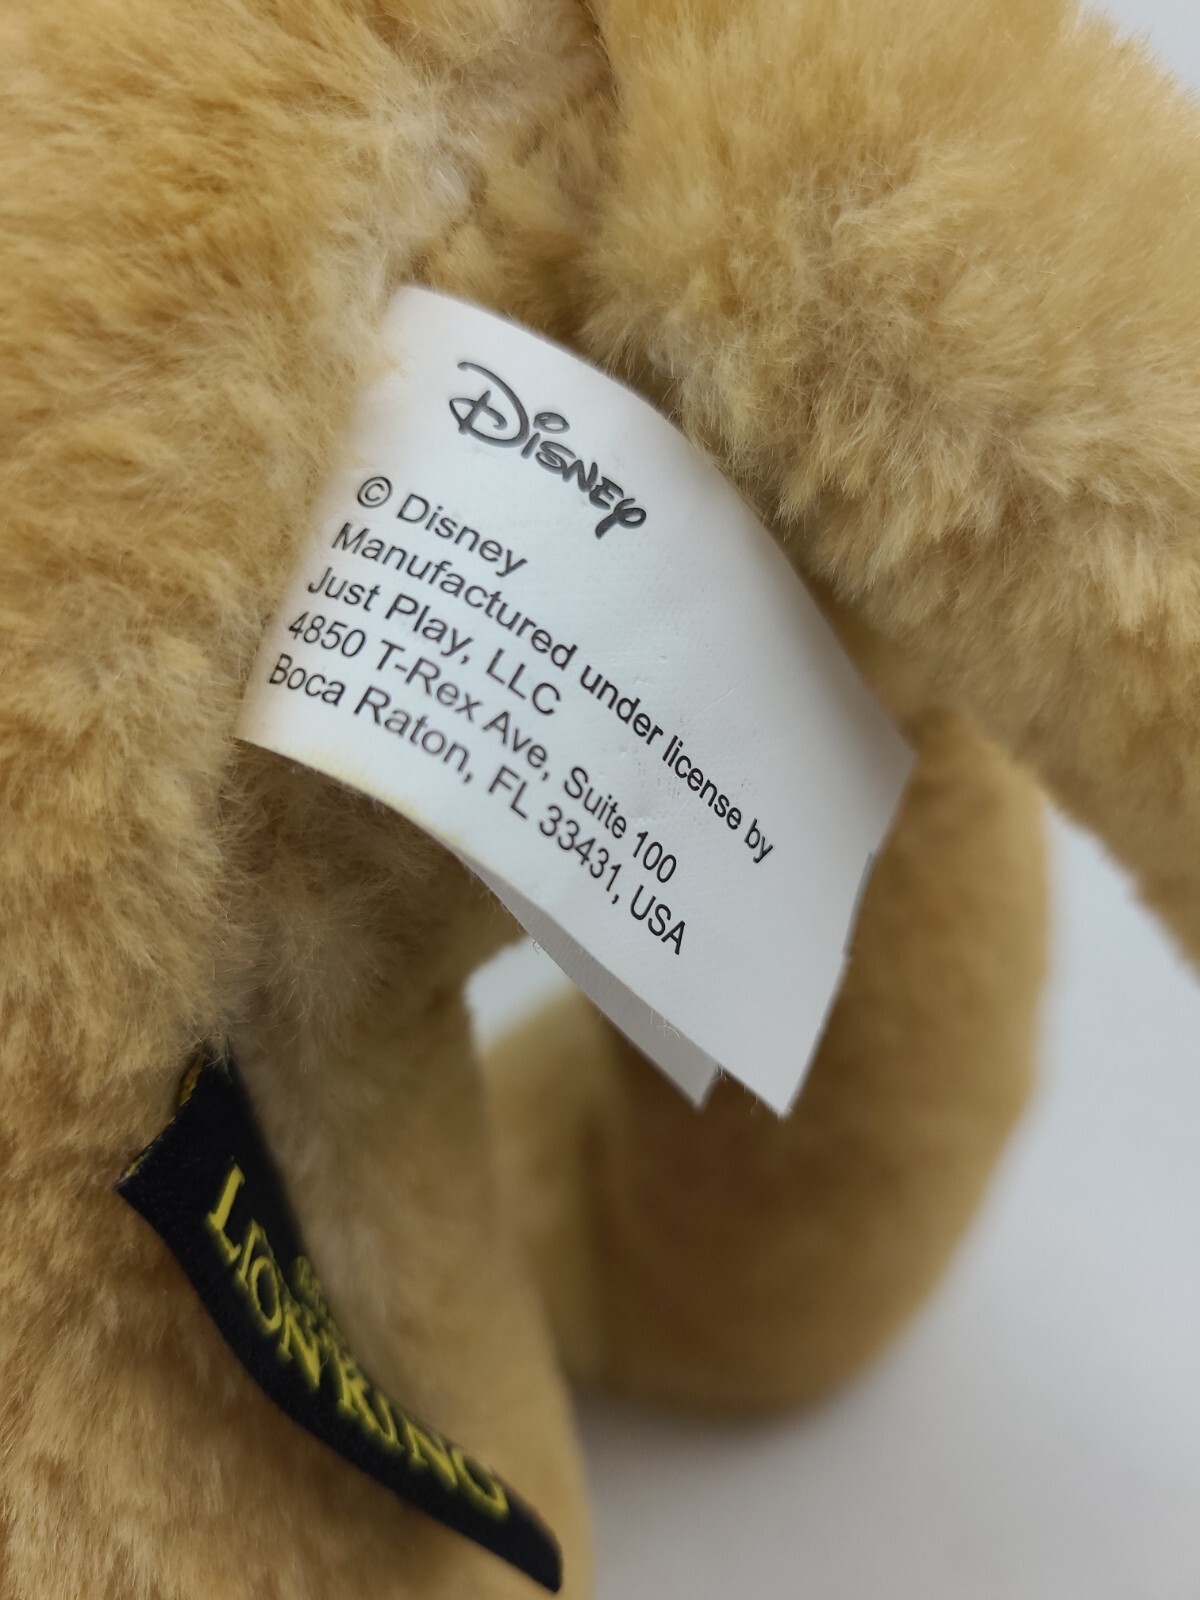 Disney
© Disney
Manufactured under license by
Just Play, LLC
4850 T-Rex Ave, Suite 100
Boca Raton, FL 33431, USA
LION KING